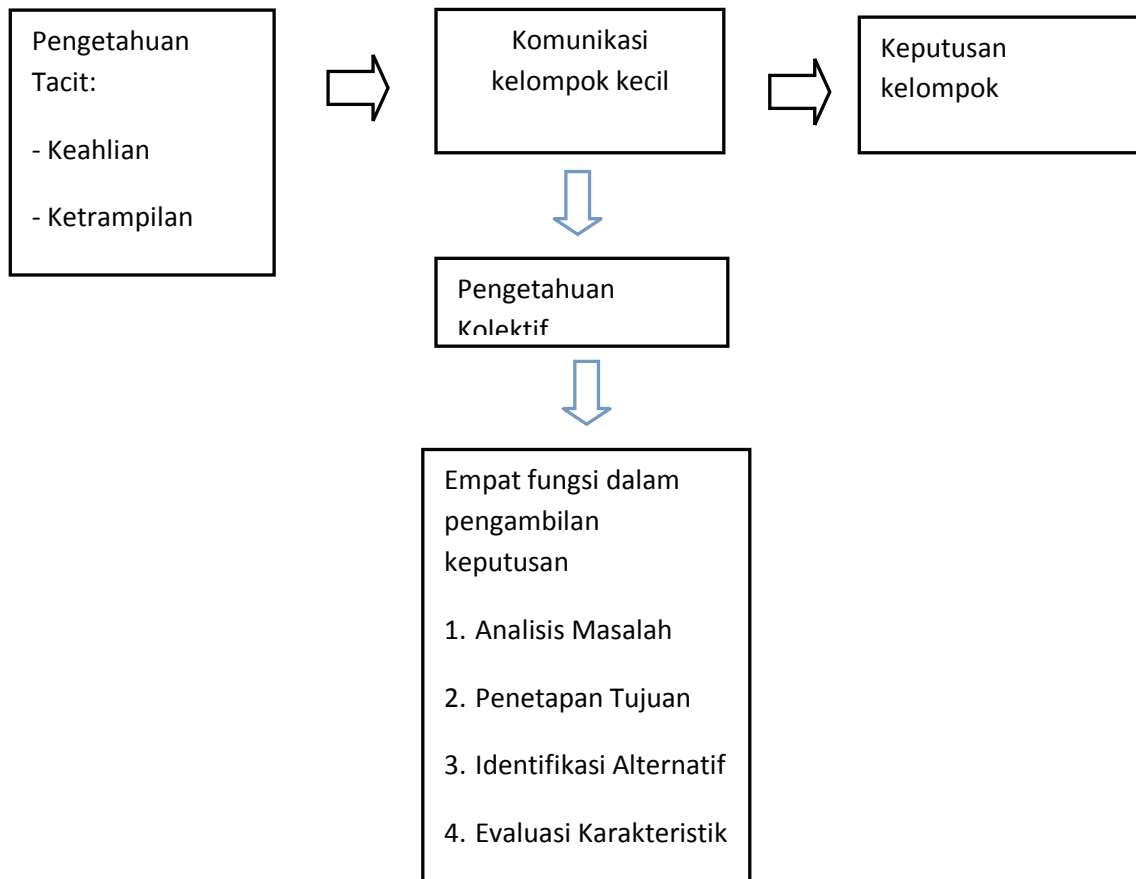 Pengetahuan
Tacit:
- Keahlian
- Ketrampilan
Komunikasi
kelompok kecil
Keputusan
kelompok
Pengetahuan
Kolektif
Empat fungsi dalam
pengambilan
keputusan
1. Analisis Masalah
2. Penetapan Tujuan
3. Identifikasi Alternatif
4. Evaluasi Karakteristik